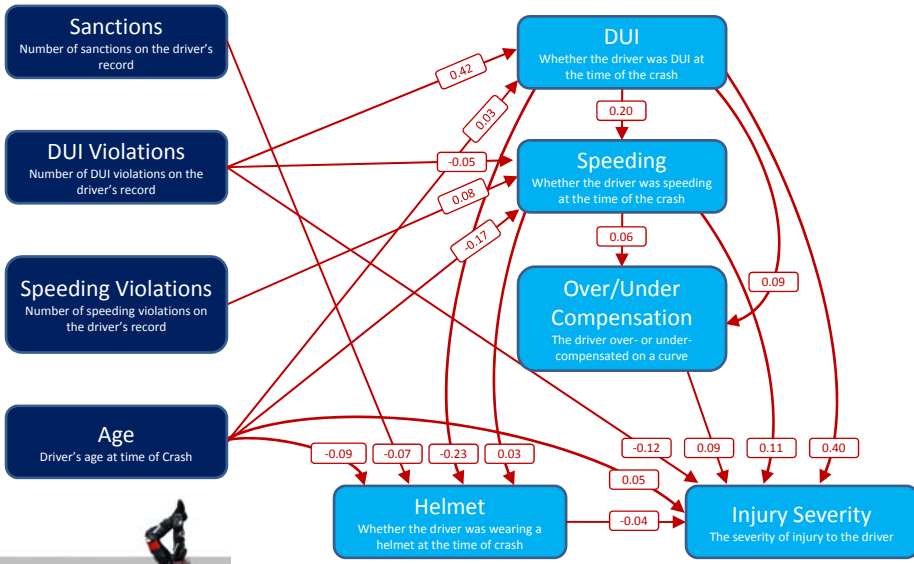 Sanctions
Number of sanctions on the driver's
record
DUI Violations
Number of DUI violations on the
driver's record
Speeding Violations
Number of speeding violations on
the driver's record
Age
Driver's age at time of Crash
DUI
Whether the driver was DUI at
the time of the crash
0.42
0.03
0.20
-0.05
Speeding
Whether the driver was speeding
at the time of the crash
0.08
-0.17
0.06
0.09
Over/Under
Compensation
The driver over- or under-
compensated on a curve
-0.09
-0.07
-0.23
0.03
-0.12
0.09
0.11
0.40
0.05
Helmet
Whether the driver was wearing a
helmet at the time of crash
-0.04
Injury Severity
The severity of injury to the driver